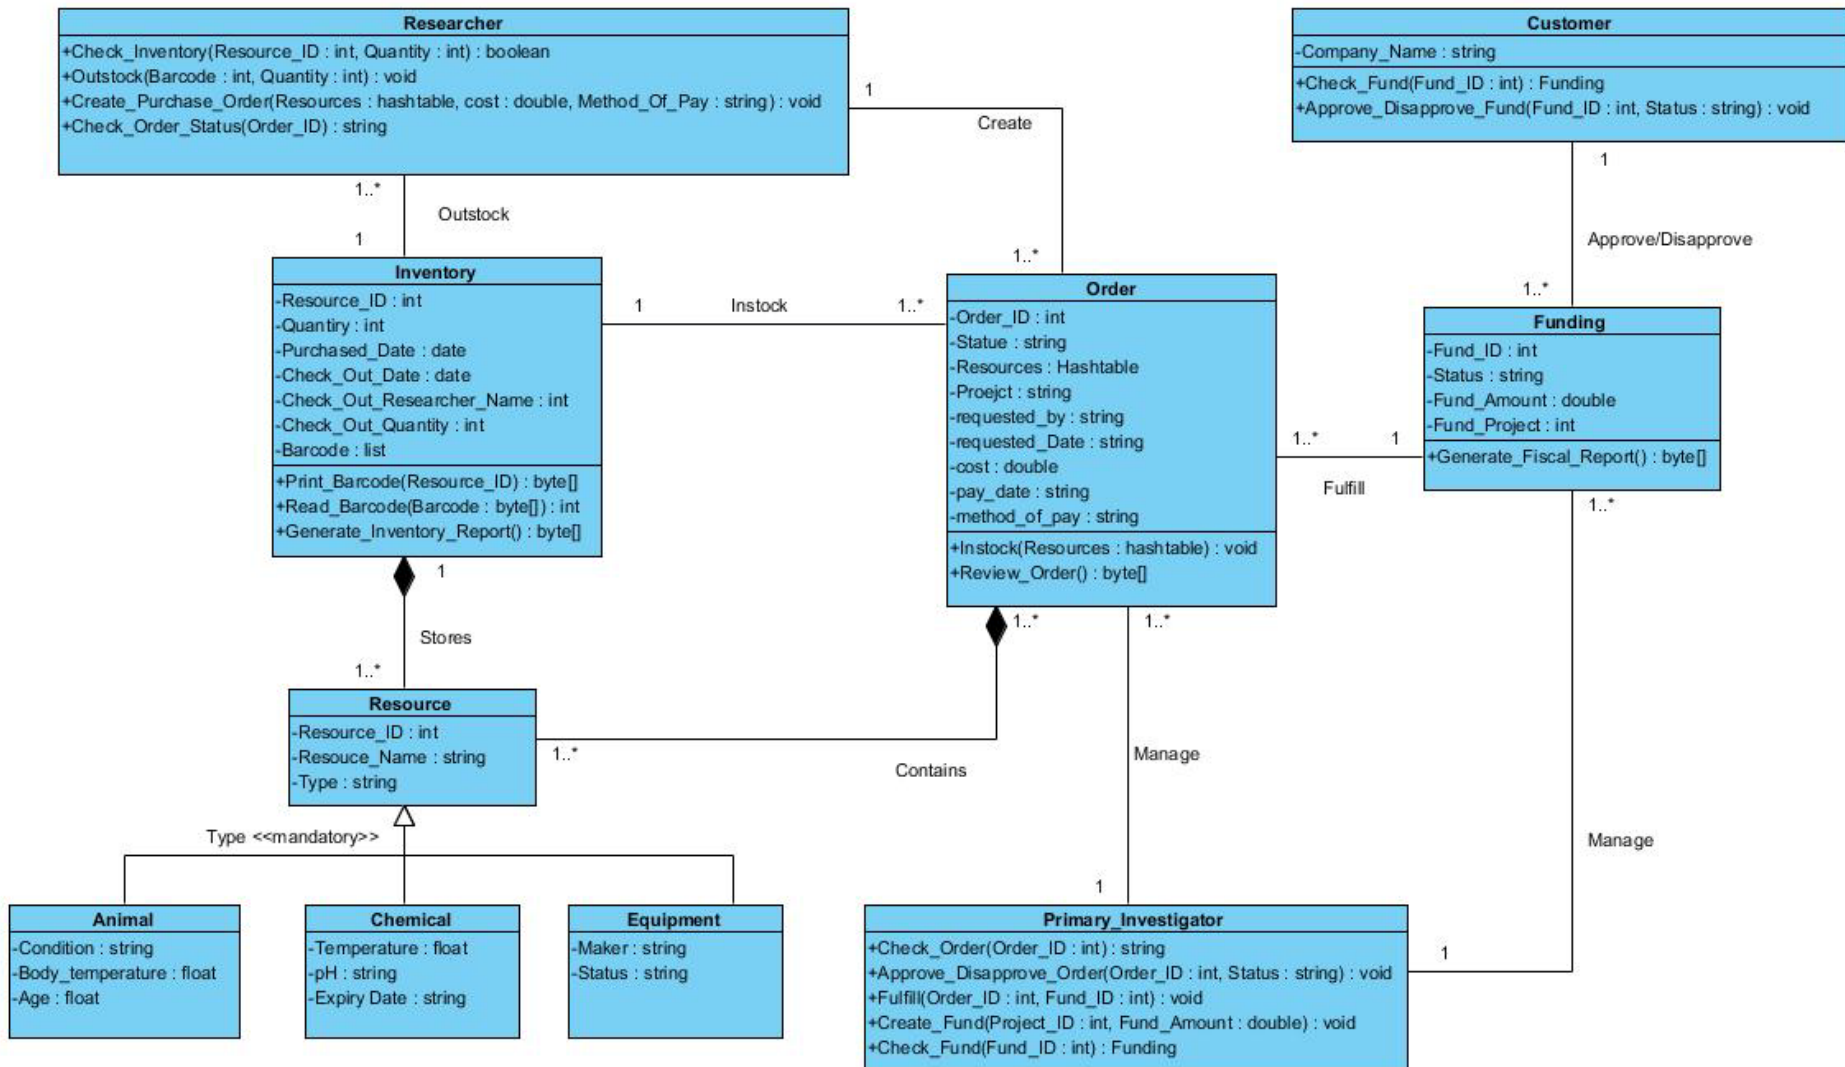 Researcher
+Check_Inventory(Resource_ID : int, Quantity : int) : boolean
+Outstock(Barcode : int, Quantity : int) : void
+Create_Purchase_Order(Resources : hashtable, cost : double, Method_Of_Pay : string) : void
+Check_Order_Status(Order_ID) : string
Customer
-Company_Name : string
+Check_Fund(Fund_ID : int) : Funding
+Approve_Disapprove_Fund(Fund_ID : int, Status : string) : void
1
Create
1..*
1..*
Outstock
1
1
Approve/Disapprove
1..*
Inventory
-Resource_ID : int
-Quantiry : int
-Purchased_Date : date
-Check_Out_Date : date
-Check_Out_Researcher_Name : int
-Check_Out_Quantity : int
-Barcode : list
+Print_Barcode(Resource_ID) : byte[]
+Read_Barcode(Barcode : byte[]) : int
+Generate_Inventory_Report() : byte[]
1
Instock
1..*
Order
-Order_ID : int
-Statue : string
-Resources : Hashtable
-Proejct : string
-requested_by : string
-requested_Date : string
-cost : double
-pay_date : string
-method_of_pay : string
+Instock(Resources : hashtable) : void
+Review_Order() : byte[]
Funding
-Fund_ID : int
-Status : string
-Fund_Amount : double
-Fund_Project : int
+Generate_Fiscal_Report() : byte[]
1..*
1
Fulfill
1..*
1
Stores
1..*
1..*
1..*
Resource
-Resource_ID : int
-Resouce_Name : string
-Type : string
1..*
Contains
Manage
Manage
Type <<mandatory>>
1
1
Animal
-Condition : string
-Body_temperature : float
-Age : float
Chemical
-Temperature : float
-pH : string
-Expiry Date : string
Equipment
-Maker : string
-Status : string
Primary_Investigator
+Check_Order(Order_ID : int) : string
+Approve_Disapprove_Order(Order_ID : int, Status : string) : void
+Fulfill(Order_ID : int, Fund_ID : int) : void
+Create_Fund(Project_ID : int, Fund_Amount : double) : void
+Check_Fund(Fund_ID : int) : Funding